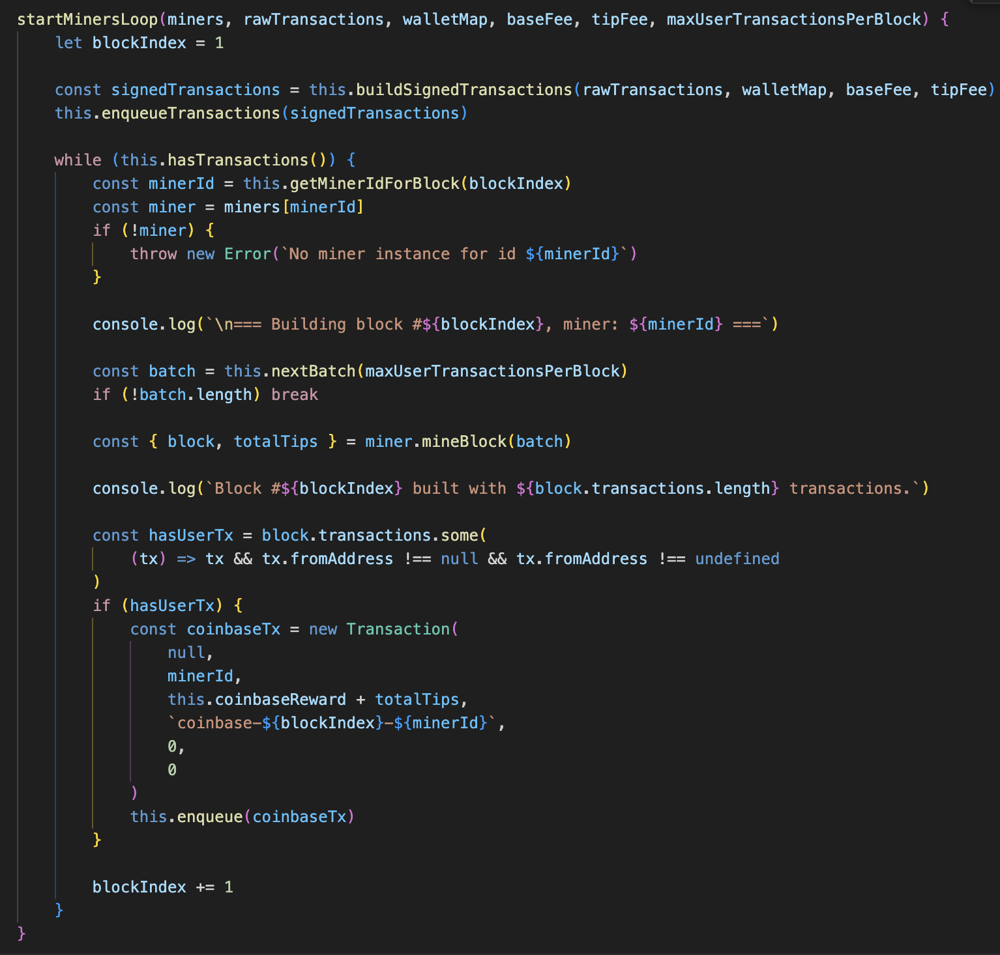 startMinersLoop(miners, rawTransactions, walletMap, baseFee, tipFee, maxUserTransactionsPerBlock) {
    let blockIndex = 1

    const signedTransactions = this.buildSignedTransactions(rawTransactions, walletMap, baseFee, tipFee)
    this.enqueueTransactions(signedTransactions)

    while (this.hasTransactions()) {
        const minerId = this.getMinerIdForBlock(blockIndex)
        const miner = miners[minerId]
        if (!miner) {
            throw new Error(`No miner instance for id ${minerId}`)
        }

        console.log(`\n=== Building block #${blockIndex}, miner: ${minerId} ===`)

        const batch = this.nextBatch(maxUserTransactionsPerBlock)
        if (!batch.length) break

        const { block, totalTips } = miner.mineBlock(batch)

        console.log(`Block #${blockIndex} built with ${block.transactions.length} transactions.`)

        const hasUserTx = block.transactions.some(
            (tx) => tx && tx.fromAddress !== null && tx.fromAddress !== undefined
        )
        if (hasUserTx) {
            const coinbaseTx = new Transaction(
                null,
                minerId,
                this.coinbaseReward + totalTips,
                `coinbase-${blockIndex}-${minerId}`,
                0,
                0
            )
            this.enqueue(coinbaseTx)
        }

        blockIndex += 1
    }
}